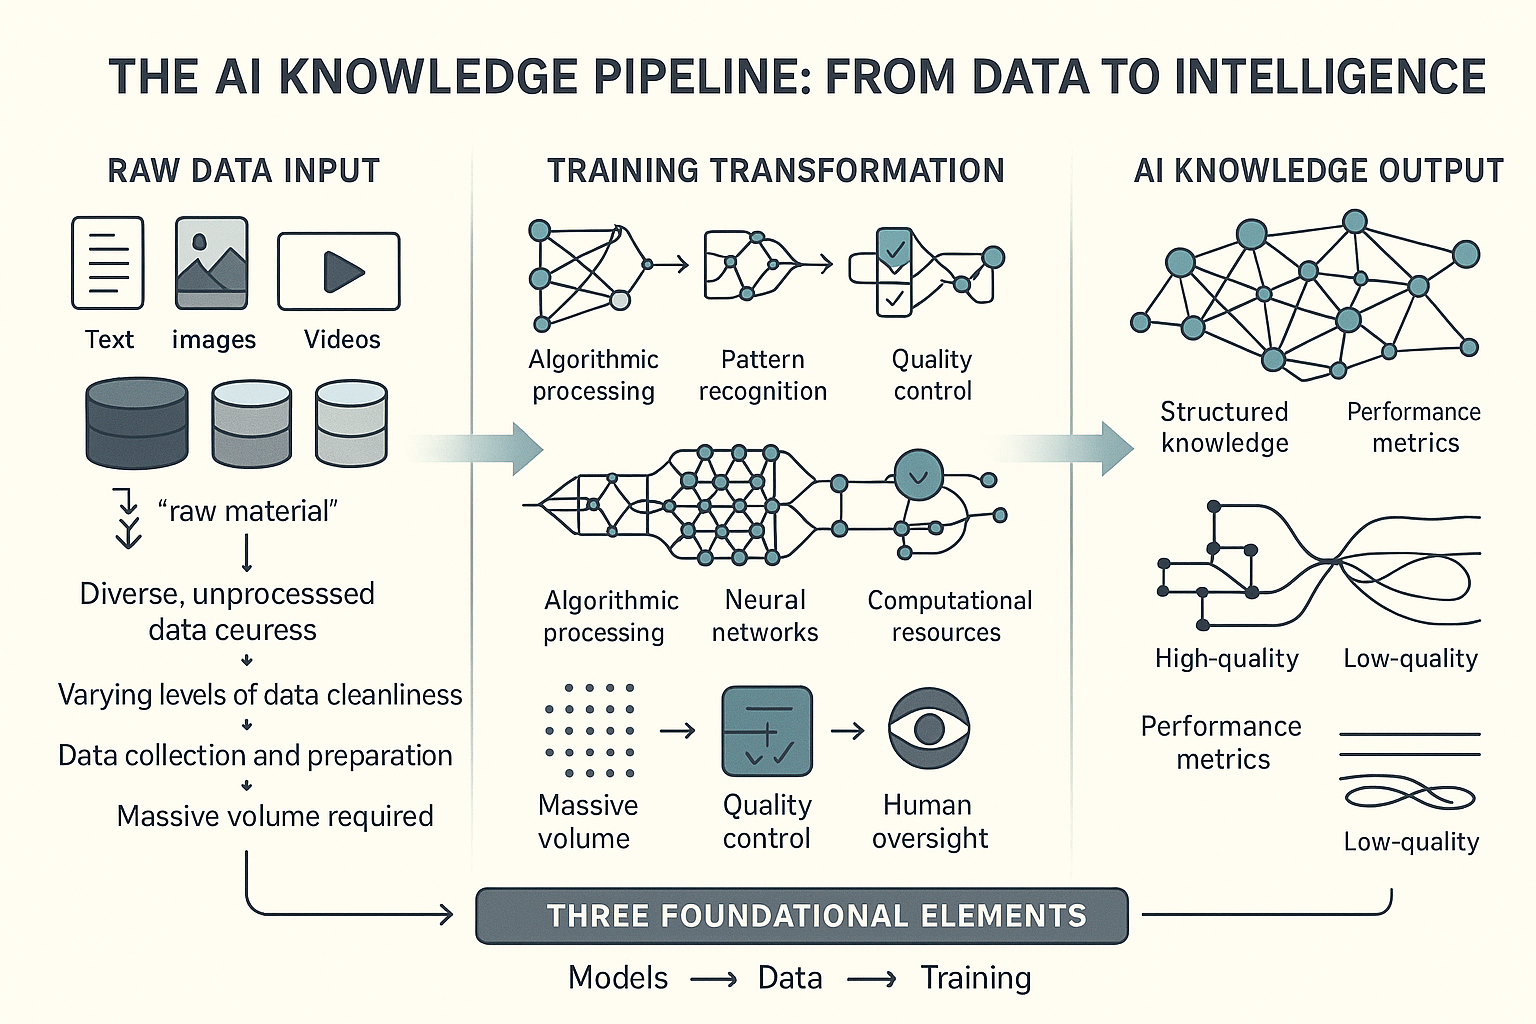 THE AI KNOWLEDGE PIPELINE: FROM DATA TO INTELLIGENCE
RAW DATA INPUT
Text
images
Videos
“raw material”
Diverse, unprocesssed
data ceuress
Varying levels of data cleanliness
Data collection and preparation
Massive volume required
TRAINING TRANSFORMATION
Algorithmic
processing
Pattern
recognition
Quality
control
Algorithmic
processing
Neural
networks
Computational
resources
Massive
volume
Quality
control
Human
oversight
AI KNOWLEDGE OUTPUT
Structured
knowledge
Performance
metrics
High-quality
Low-quality
Performance
metrics
Low-quality
THREE FOUNDATIONAL ELEMENTS
Models → Data → Training